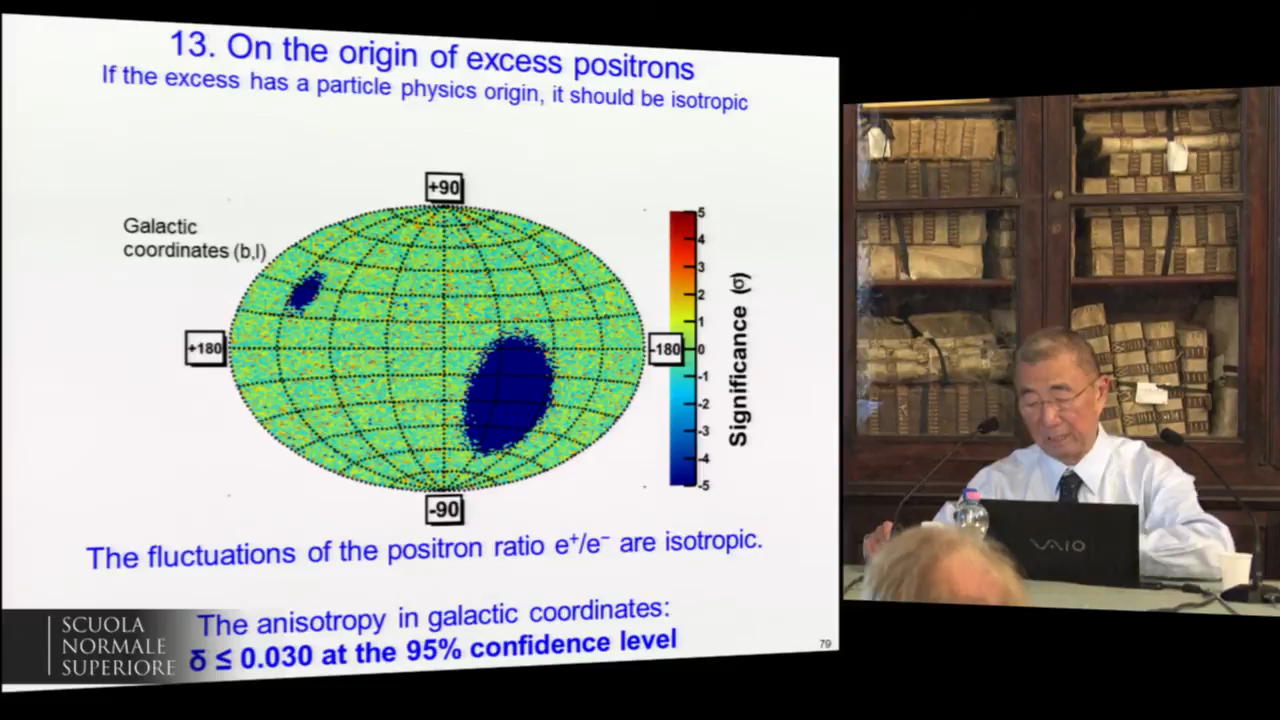 13. On the origin of excess positrons
If the excess has a particle physics origin, it should be isotropic
+90
Galactic
coordinates (b,l)
+180
-180
-90
5
4
3
2
1
0
-1
-2
-3
-4
-5
Significance (σ)
The fluctuations of the positron ratio e⁺/e⁻ are isotropic.
The anisotropy in galactic coordinates:
δ ≤ 0.030 at the 95% confidence level
79
SCUOLA
NORMALE
SUPERIORE
VAIO